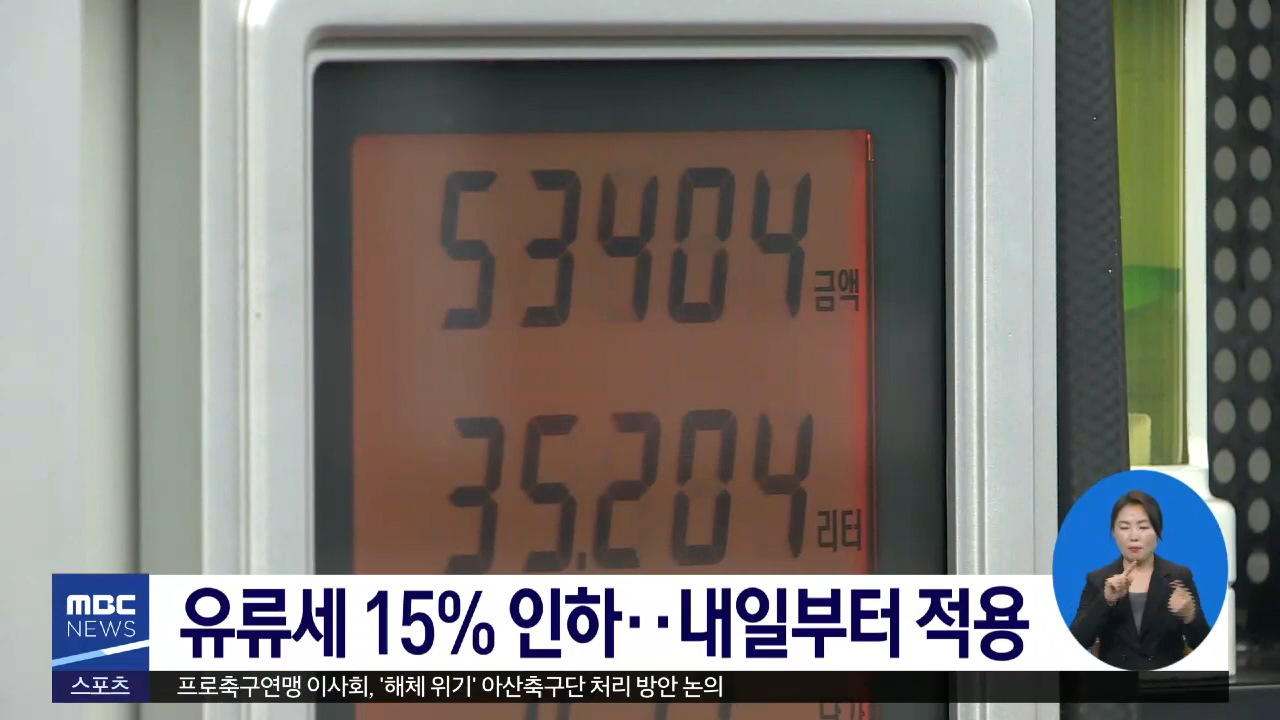 53404
금액
35.204
리터
MBC
NEWS
유류세 15% 인하‥내일부터 적용
스포츠
프로축구연맹 이사회, '해체 위기' 아산축구단 처리 방안 논의